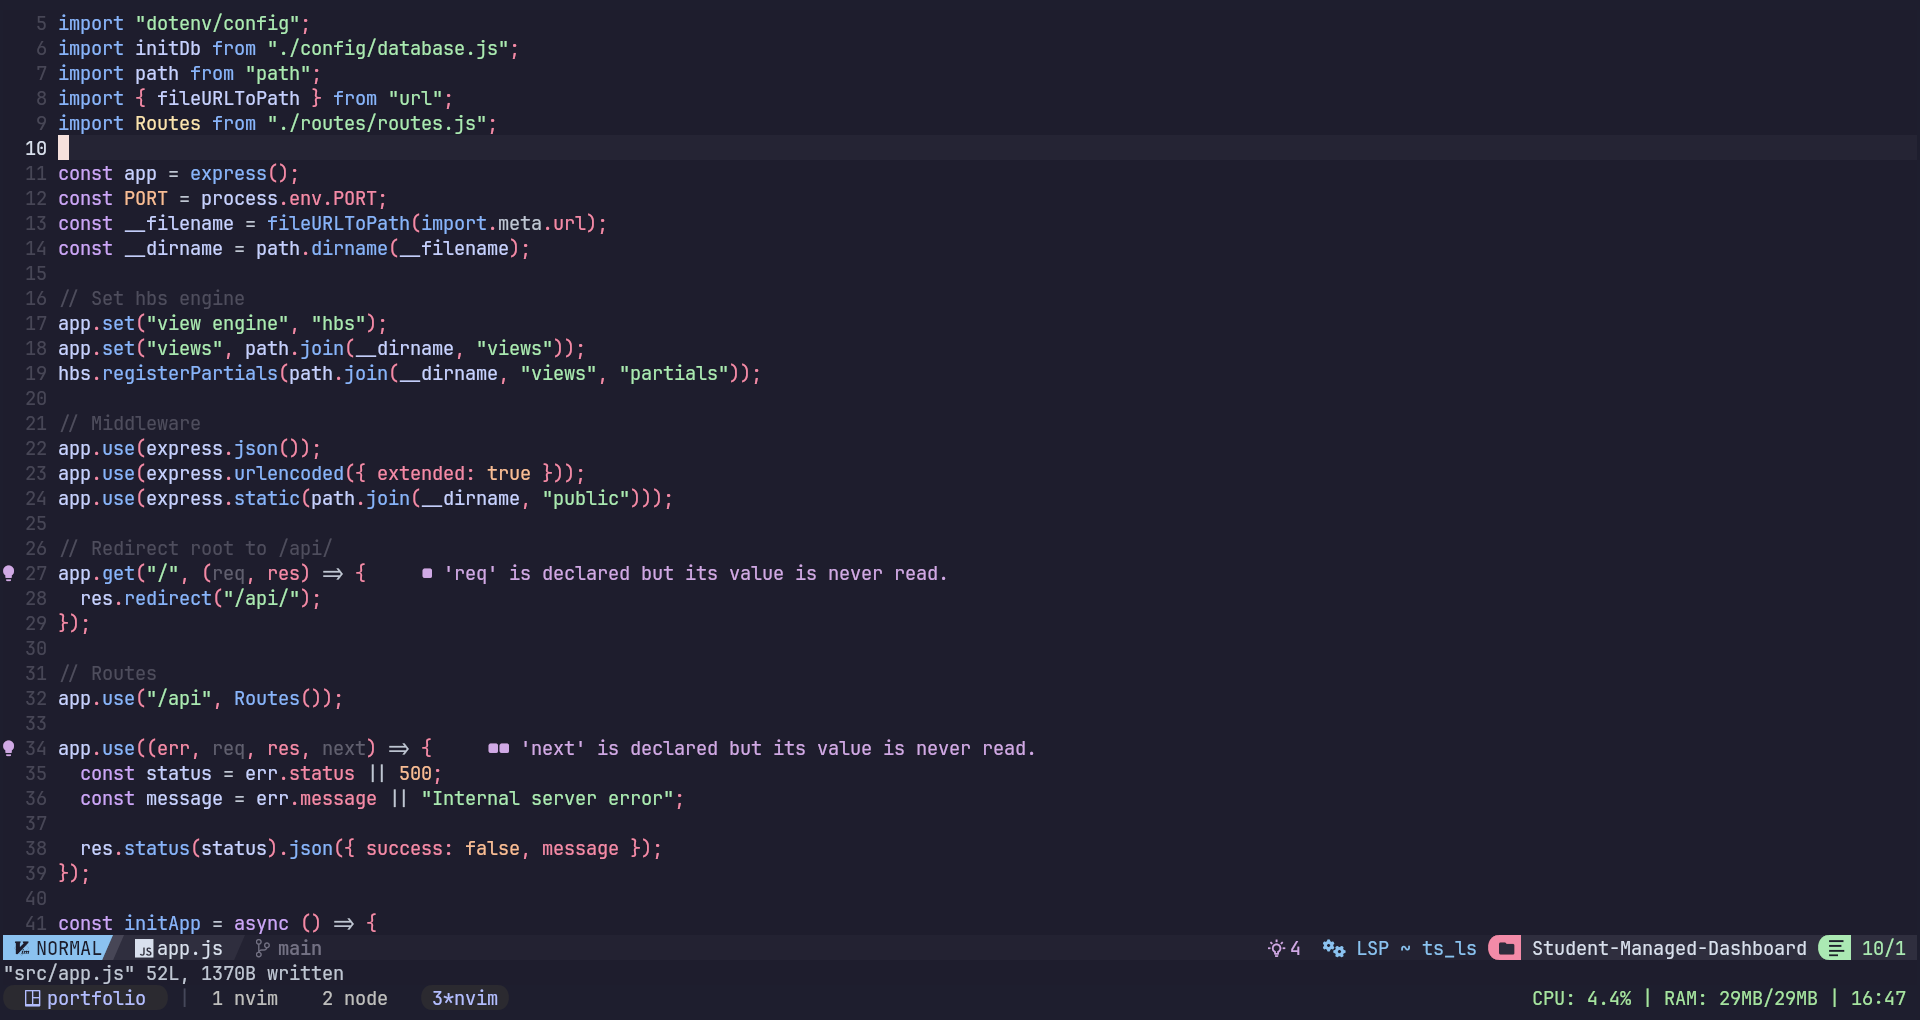 5 import "dotenv/config";
6 import initDb from "./config/database.js";
7 import path from "path";
8 import { fileURLToPath } from "url";
9 import Routes from "./routes/routes.js";
10
11 const app = express();
12 const PORT = process.env.PORT;
13 const __filename = fileURLToPath(import.meta.url);
14 const __dirname = path.dirname(__filename);
15
16 // Set hbs engine
17 app.set("view engine", "hbs");
18 app.set("views", path.join(__dirname, "views"));
19 hbs.registerPartials(path.join(__dirname, "views", "partials"));
20
21 // Middleware
22 app.use(express.json());
23 app.use(express.urlencoded({ extended: true }));
24 app.use(express.static(path.join(__dirname, "public")));
25
26 // Redirect root to /api/
27 app.get("/", (req, res) => { ■ 'req' is declared but its value is never read.
28   res.redirect("/api/");
29 });
30
31 // Routes
32 app.use("/api", Routes());
33
34 app.use((err, req, res, next) => { ■■ 'next' is declared but its value is never read.
35   const status = err.status || 500;
36   const message = err.message || "Internal server error";
37
38   res.status(status).json({ success: false, message });
39 });
40
41 const initApp = async () => {
NORMAL JS app.js main 4 LSP ~ ts_ls Student-Managed-Dashboard 10/1
"src/app.js" 52L, 1370B written
portfolio | 1 nvim 2 node 3*nvim CPU: 4.4% | RAM: 29MB/29MB | 16:47